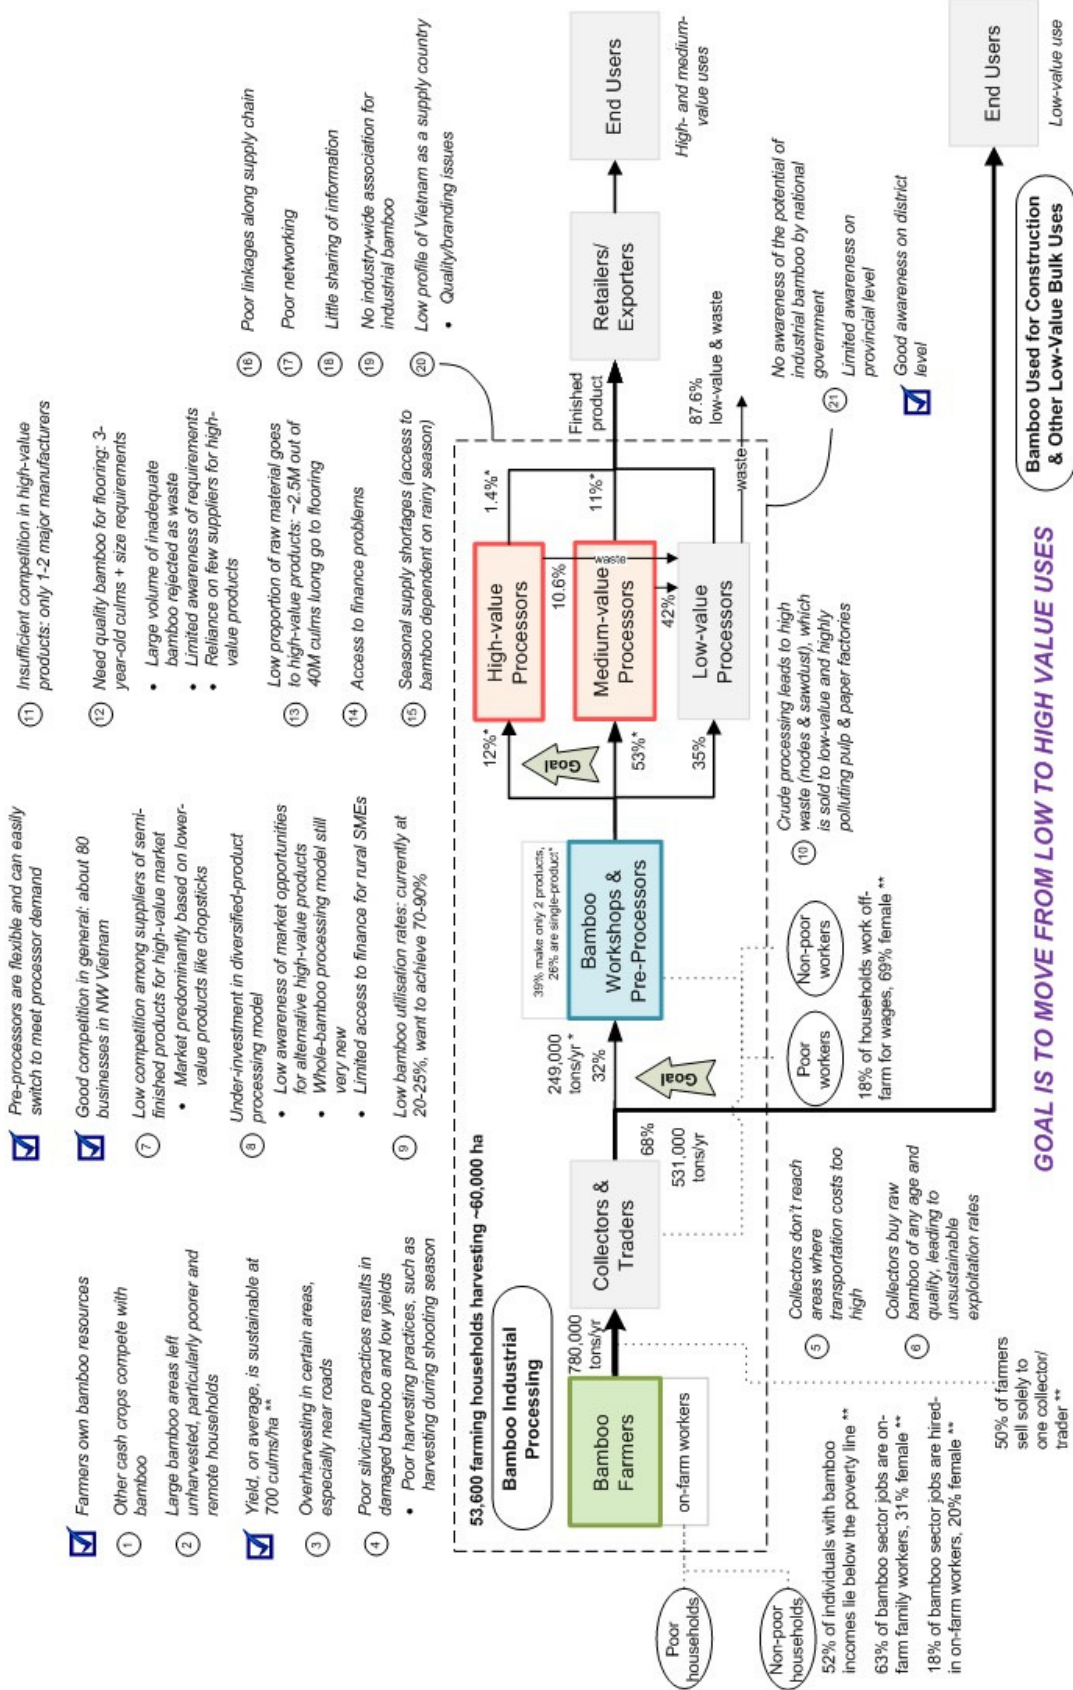 Farmers own bamboo resources
1 Other cash crops compete with
bamboo
2 Large bamboo areas left
unharvested, particularly poorer and
remote households
Yield, on average, is sustainable at
700 culms/ha **
3 Overharvesting in certain areas,
especially near roads
4 Poor silviculture practices results in
damaged bamboo and low yields
• Poor harvesting practices, such as
harvesting during shooting season
Pre-processors are flexible and can easily
switch to meet processor demand
Good competition in general: about 80
businesses in NW Vietnam
7 Low competition among suppliers of semi-
finished products for high-value market
• Market predominantly based on lower-
value products like chopsticks
8 Under-investment in diversified-product
processing model
• Low awareness of market opportunities
for alternative high-value products
• Whole-bamboo processing model still
very new
• Limited access to finance for rural SMEs
9 Low bamboo utilisation rates: currently at
20-25%, want to achieve 70-90%
11 Insufficient competition in high-value
products: only 1-2 major manufacturers
12 Need quality bamboo for flooring: 3-
year-old culms + size requirements
• Large volume of inadequate
bamboo rejected as waste
• Limited awareness of requirements
• Reliance on few suppliers for high-
value products
13 Low proportion of raw material goes
to high-value products: ~2.5M out of
40M culms luong go to flooring
14 Access to finance problems
15 Seasonal supply shortages (access to
bamboo dependent on rainy season)
16 Poor linkages along supply chain
17 Poor networking
18 Little sharing of information
19 No industry-wide association for
industrial bamboo
20 Low profile of Vietnam as a supply country
• Quality/branding issues
53,600 farming households harvesting ~60,000 ha
Bamboo Industrial
Processing
Bamboo
Farmers
on-farm workers
780,000
tons/yr
Collectors &
Traders
68%
531,000
tons/yr
249,000
tons/yr *
32%
Goal
39% make only 2 products,
26% are single-product*
Bamboo
Workshops &
Pre-Processors
Goal
12%*
53%*
35%
High-value
Processors
Medium-value
Processors
Low-value
Processors
10.6%
waste
42%
1.4%*
11%*
Finished
product
87.6%
low-value & waste
waste
Retailers/
Exporters
End Users
High- and medium-
value uses
Poor
households
Non-poor
households
52% of individuals with bamboo
incomes lie below the poverty line **
63% of bamboo sector jobs are on-
farm family workers, 31% female **
18% of bamboo sector jobs are hired-
in on-farm workers, 20% female **
50% of farmers
sell solely to
one collector/
trader **
5 Collectors don't reach
areas where
transportation costs too
high
6 Collectors buy raw
bamboo of any age and
quality, leading to
unsustainable
exploitation rates
Poor
workers
Non-poor
workers
18% of households work off-
farm for wages, 69% female **
10 Crude processing leads to high
waste (nodes & sawdust), which
is sold to low-value and highly
polluting pulp & paper factories
21 No awareness of the potential of
industrial bamboo by national
government
Limited awareness on
provincial level
Good awareness on district
level
Bamboo Used for Construction
& Other Low-Value Bulk Uses
End Users
Low-value use
GOAL IS TO MOVE FROM LOW TO HIGH VALUE USES